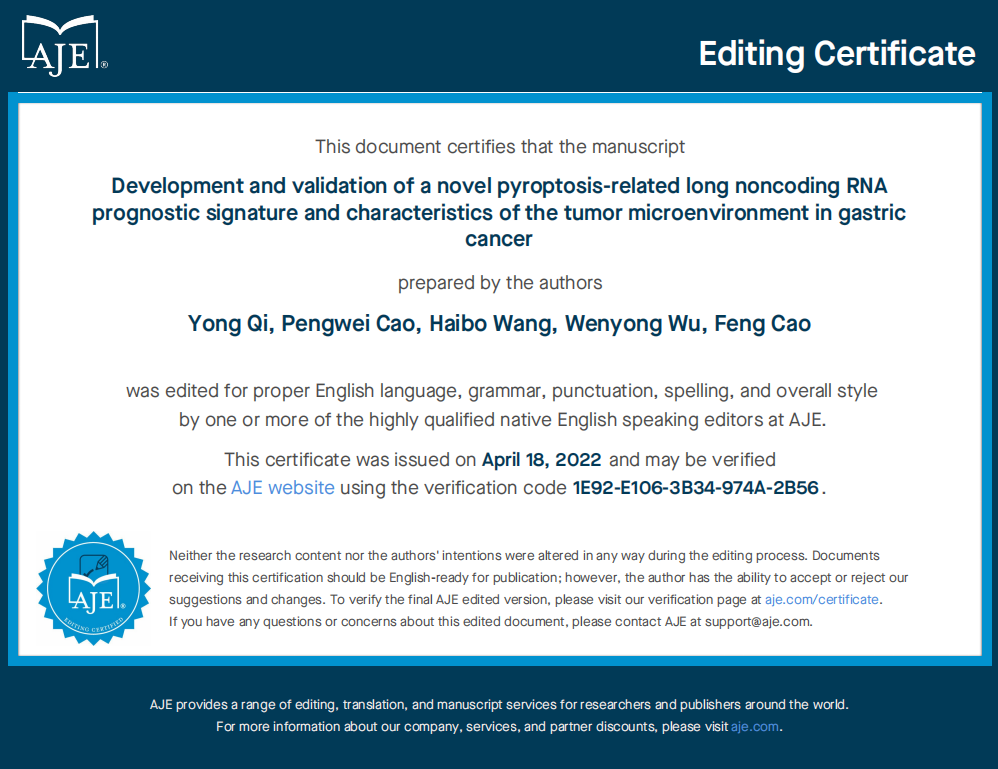 AJE®
Editing Certificate
This document certifies that the manuscript
Development and validation of a novel pyroptosis-related long noncoding RNA
prognostic signature and characteristics of the tumor microenvironment in gastric
cancer
prepared by the authors
Yong Qi, Pengwei Cao, Haibo Wang, Wenyong Wu, Feng Cao
was edited for proper English language, grammar, punctuation, spelling, and overall style
by one or more of the highly qualified native English speaking editors at AJE.
This certificate was issued on April 18, 2022 and may be verified
on the AJE website using the verification code 1E92-E106-3B34-974A-2B56.
AJE®
EDITING CERTIFIED
Neither the research content nor the authors' intentions were altered in any way during the editing process. Documents
receiving this certification should be English-ready for publication; however, the author has the ability to accept or reject our
suggestions and changes. To verify the final AJE edited version, please visit our verification page at aje.com/certificate.
If you have any questions or concerns about this edited document, please contact AJE at support@aje.com.
AJE provides a range of editing, translation, and manuscript services for researchers and publishers around the world.
For more information about our company, services, and partner discounts, please visit aje.com.